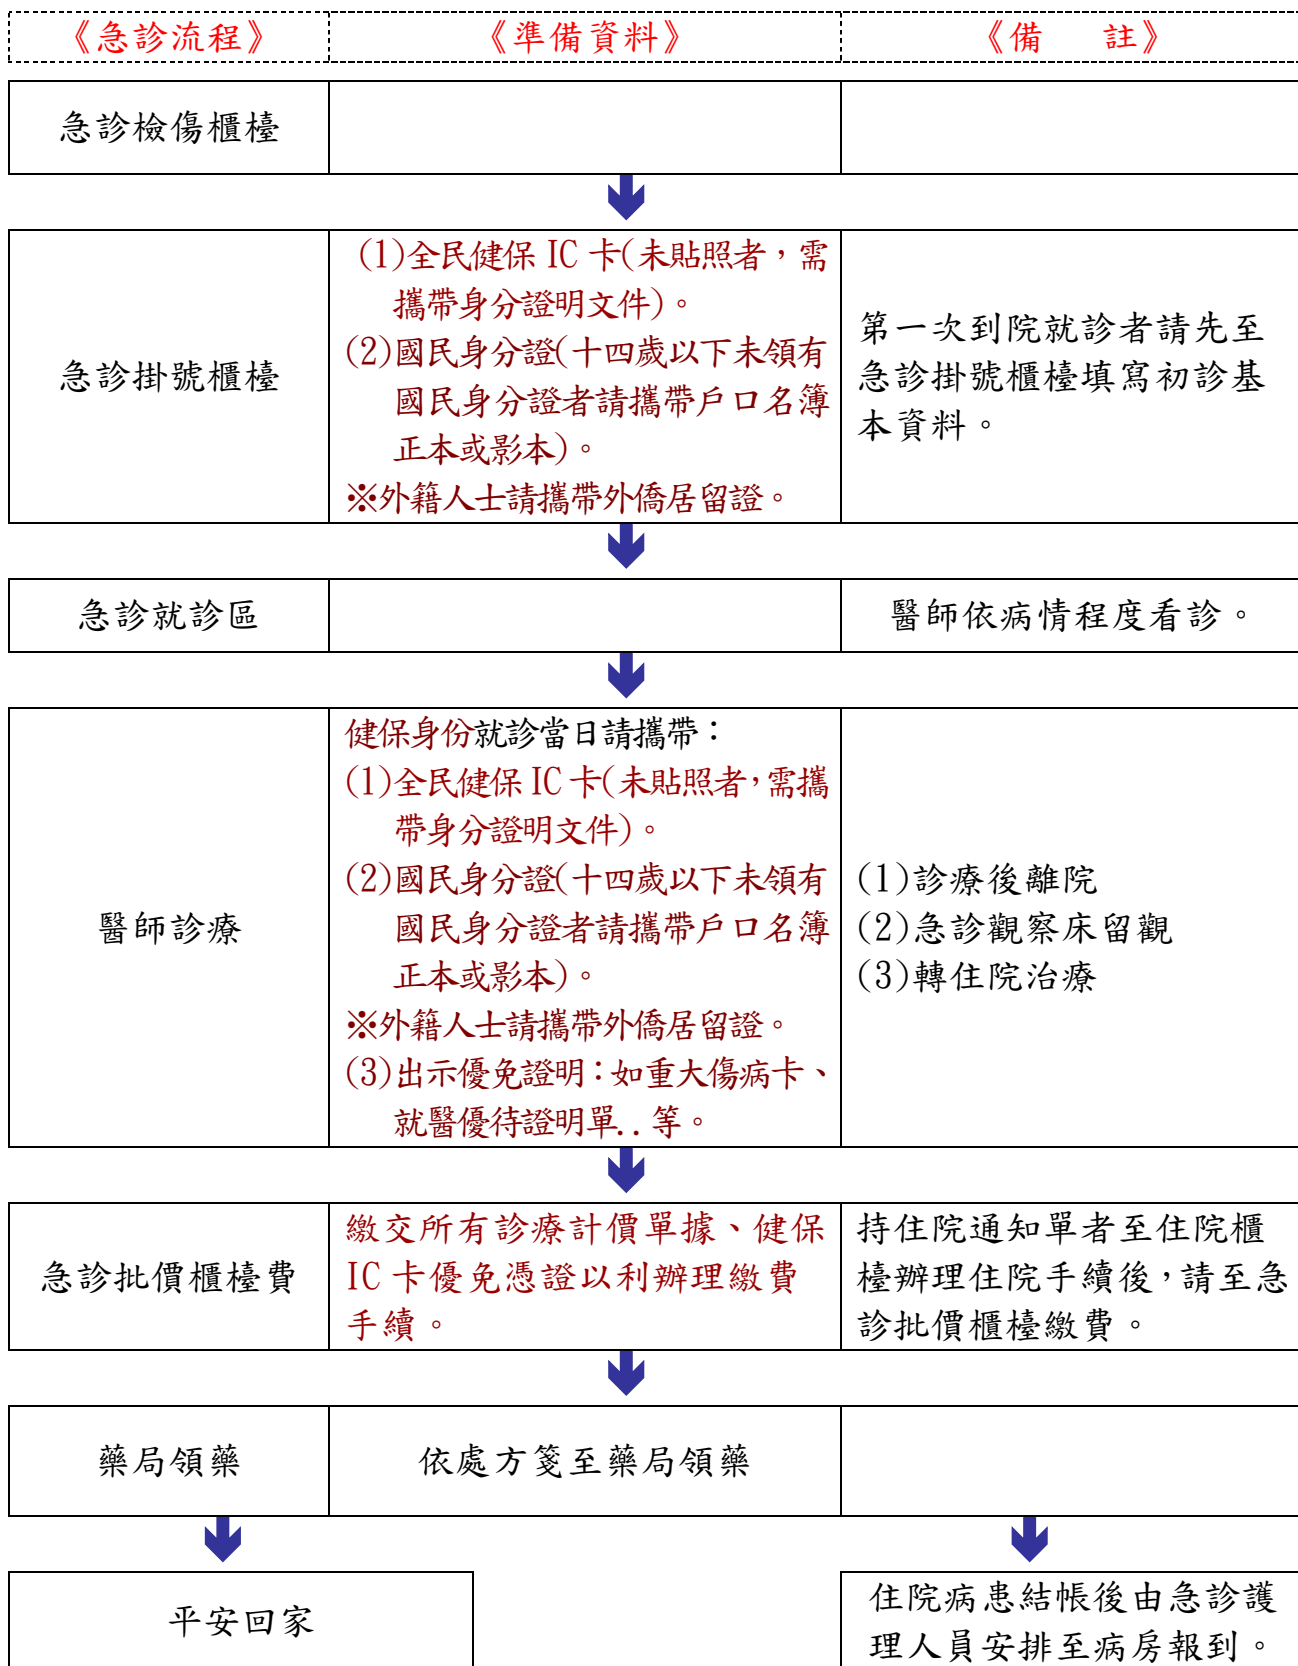 《急診流程》 《準備資料》 《備 註》
急診檢傷櫃檯
急診掛號櫃檯
(1)全民健保 IC 卡(未貼照者，需
攜帶身分證明文件)。
(2)國民身分證(十四歲以下未領有
國民身分證者請攜帶戶口名簿
正本或影本)。
※外籍人士請攜帶外僑居留證。
第一次到院就診者請先至
急診掛號櫃檯填寫初診基
本資料。
急診就診區
醫師依病情程度看診。
醫師診療
健保身份就診當日請攜帶：
(1)全民健保 IC 卡(未貼照者，需攜
帶身分證明文件)。
(2)國民身分證(十四歲以下未領有
國民身分證者請攜帶戶口名簿
正本或影本)。
※外籍人士請攜帶外僑居留證。
(3)出示優免證明：如重大傷病卡、
就醫優待證明單..等。
(1)診療後離院
(2)急診觀察床留觀
(3)轉住院治療
急診批價櫃檯費
繳交所有診療計價單據、健保
IC 卡優免憑證以利辦理繳費
手續。
持住院通知單者至住院櫃
檯辦理住院手續後，請至急
診批價櫃檯繳費。
藥局領藥
依處方箋至藥局領藥
平安回家
住院病患結帳後由急診護
理人員安排至病房報到。